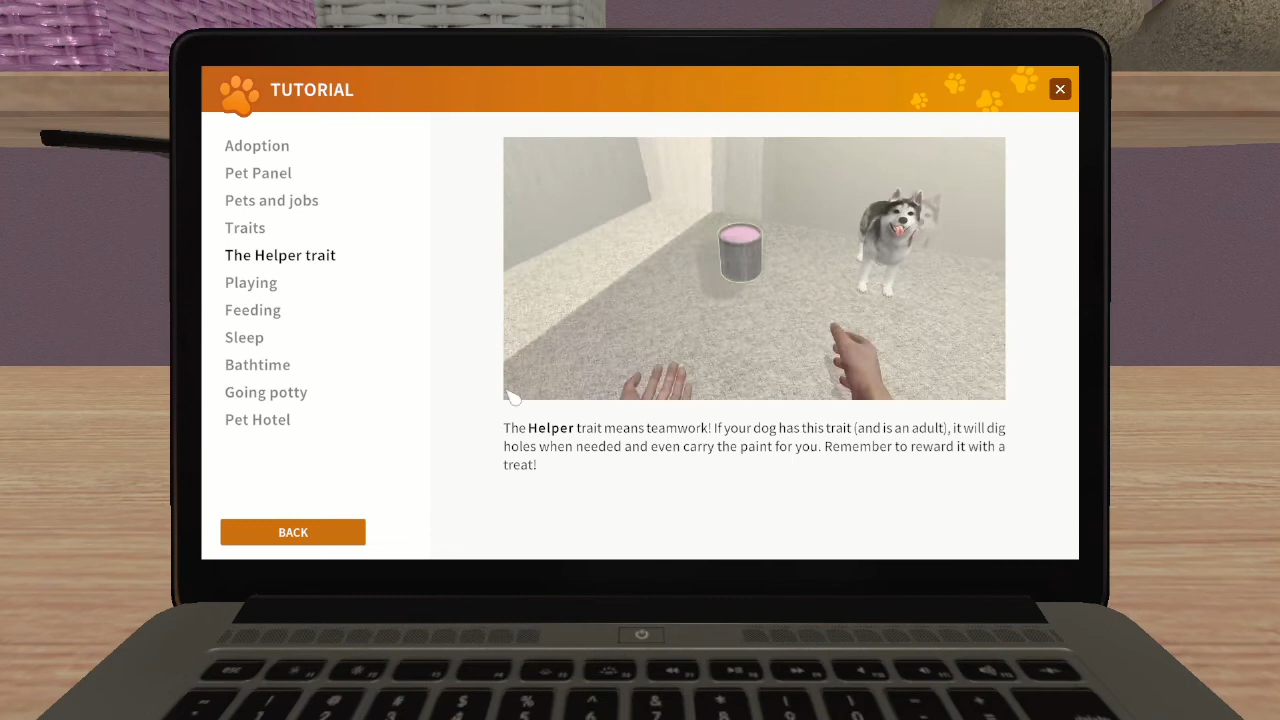 TUTORIAL
Adoption
Pet Panel
Pets and jobs
Traits
The Helper trait
Playing
Feeding
Sleep
Bathtime
Going potty
Pet Hotel
BACK
The Helper trait means teamwork! If your dog has this trait (and is an adult), it will dig
holes when needed and even carry the paint for you. Remember to reward it with a
treat!
esc